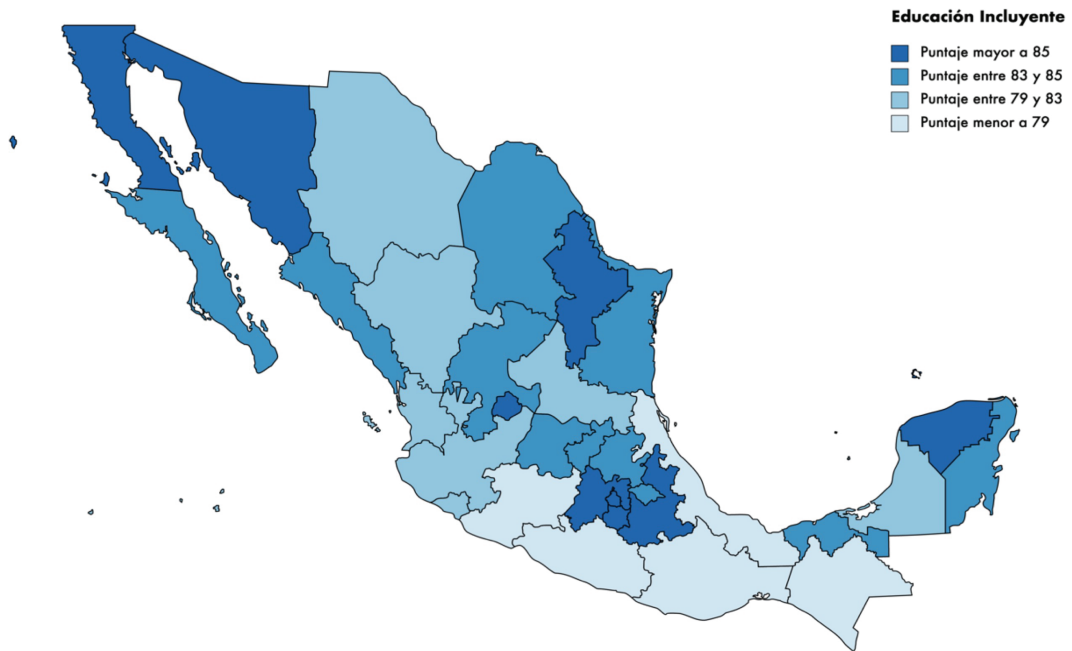 Educación Incluyente
Puntaje mayor a 85
Puntaje entre 83 y 85
Puntaje entre 79 y 83
Puntaje menor a 79